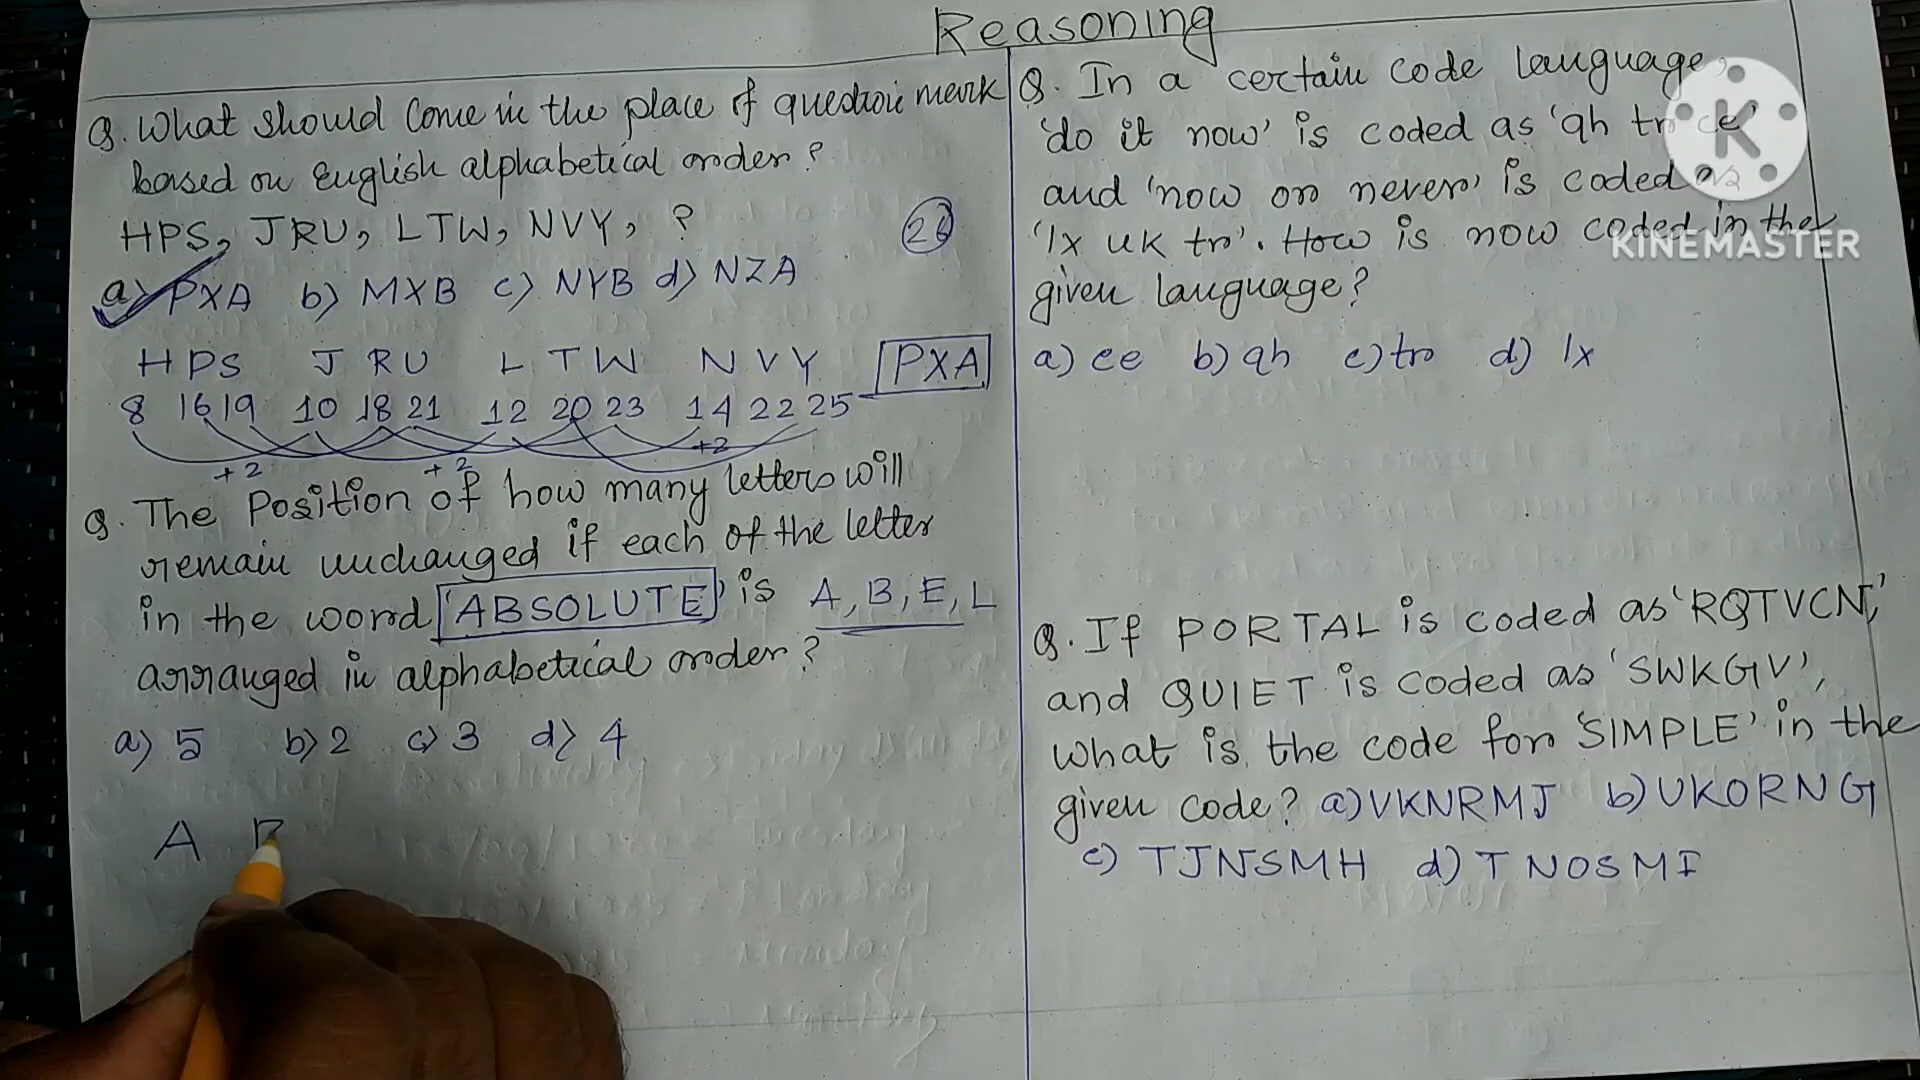 Reasoning
Q. What should come in the place of question mark
based on English alphabetical order?
HPS, JRU, LTW, NVY, ?
26
a) PXA b) MXB c) NYB d) NZA
H P S J R U L T W N V Y PXA
8 16 19 10 18 21 12 20 23 14 22 25
+2 +2 +2
Q. The Position of how many letters will
remain unchanged if each of the letter
in the word 'ABSOLUTE' is A, B, E, L
arranged in alphabetical order?
a) 5 b) 2 c) 3 d) 4
A B
Q. In a certain code language,
'do it now' is coded as 'qh tr ce'
and 'now or never' is coded as
'lx uk tr'. How is now coded in the
given language?
a) ce b) qh c) tr d) lx
Q. If PORTAL is coded as 'RQTVCN,'
and QUIET is coded as 'SWKGV',
what is the code for 'SIMPLE' in the
given code? a) VKNRMJ b) UKORNG
c) TJNSMH d) TNOSMI
K
KINEMASTER